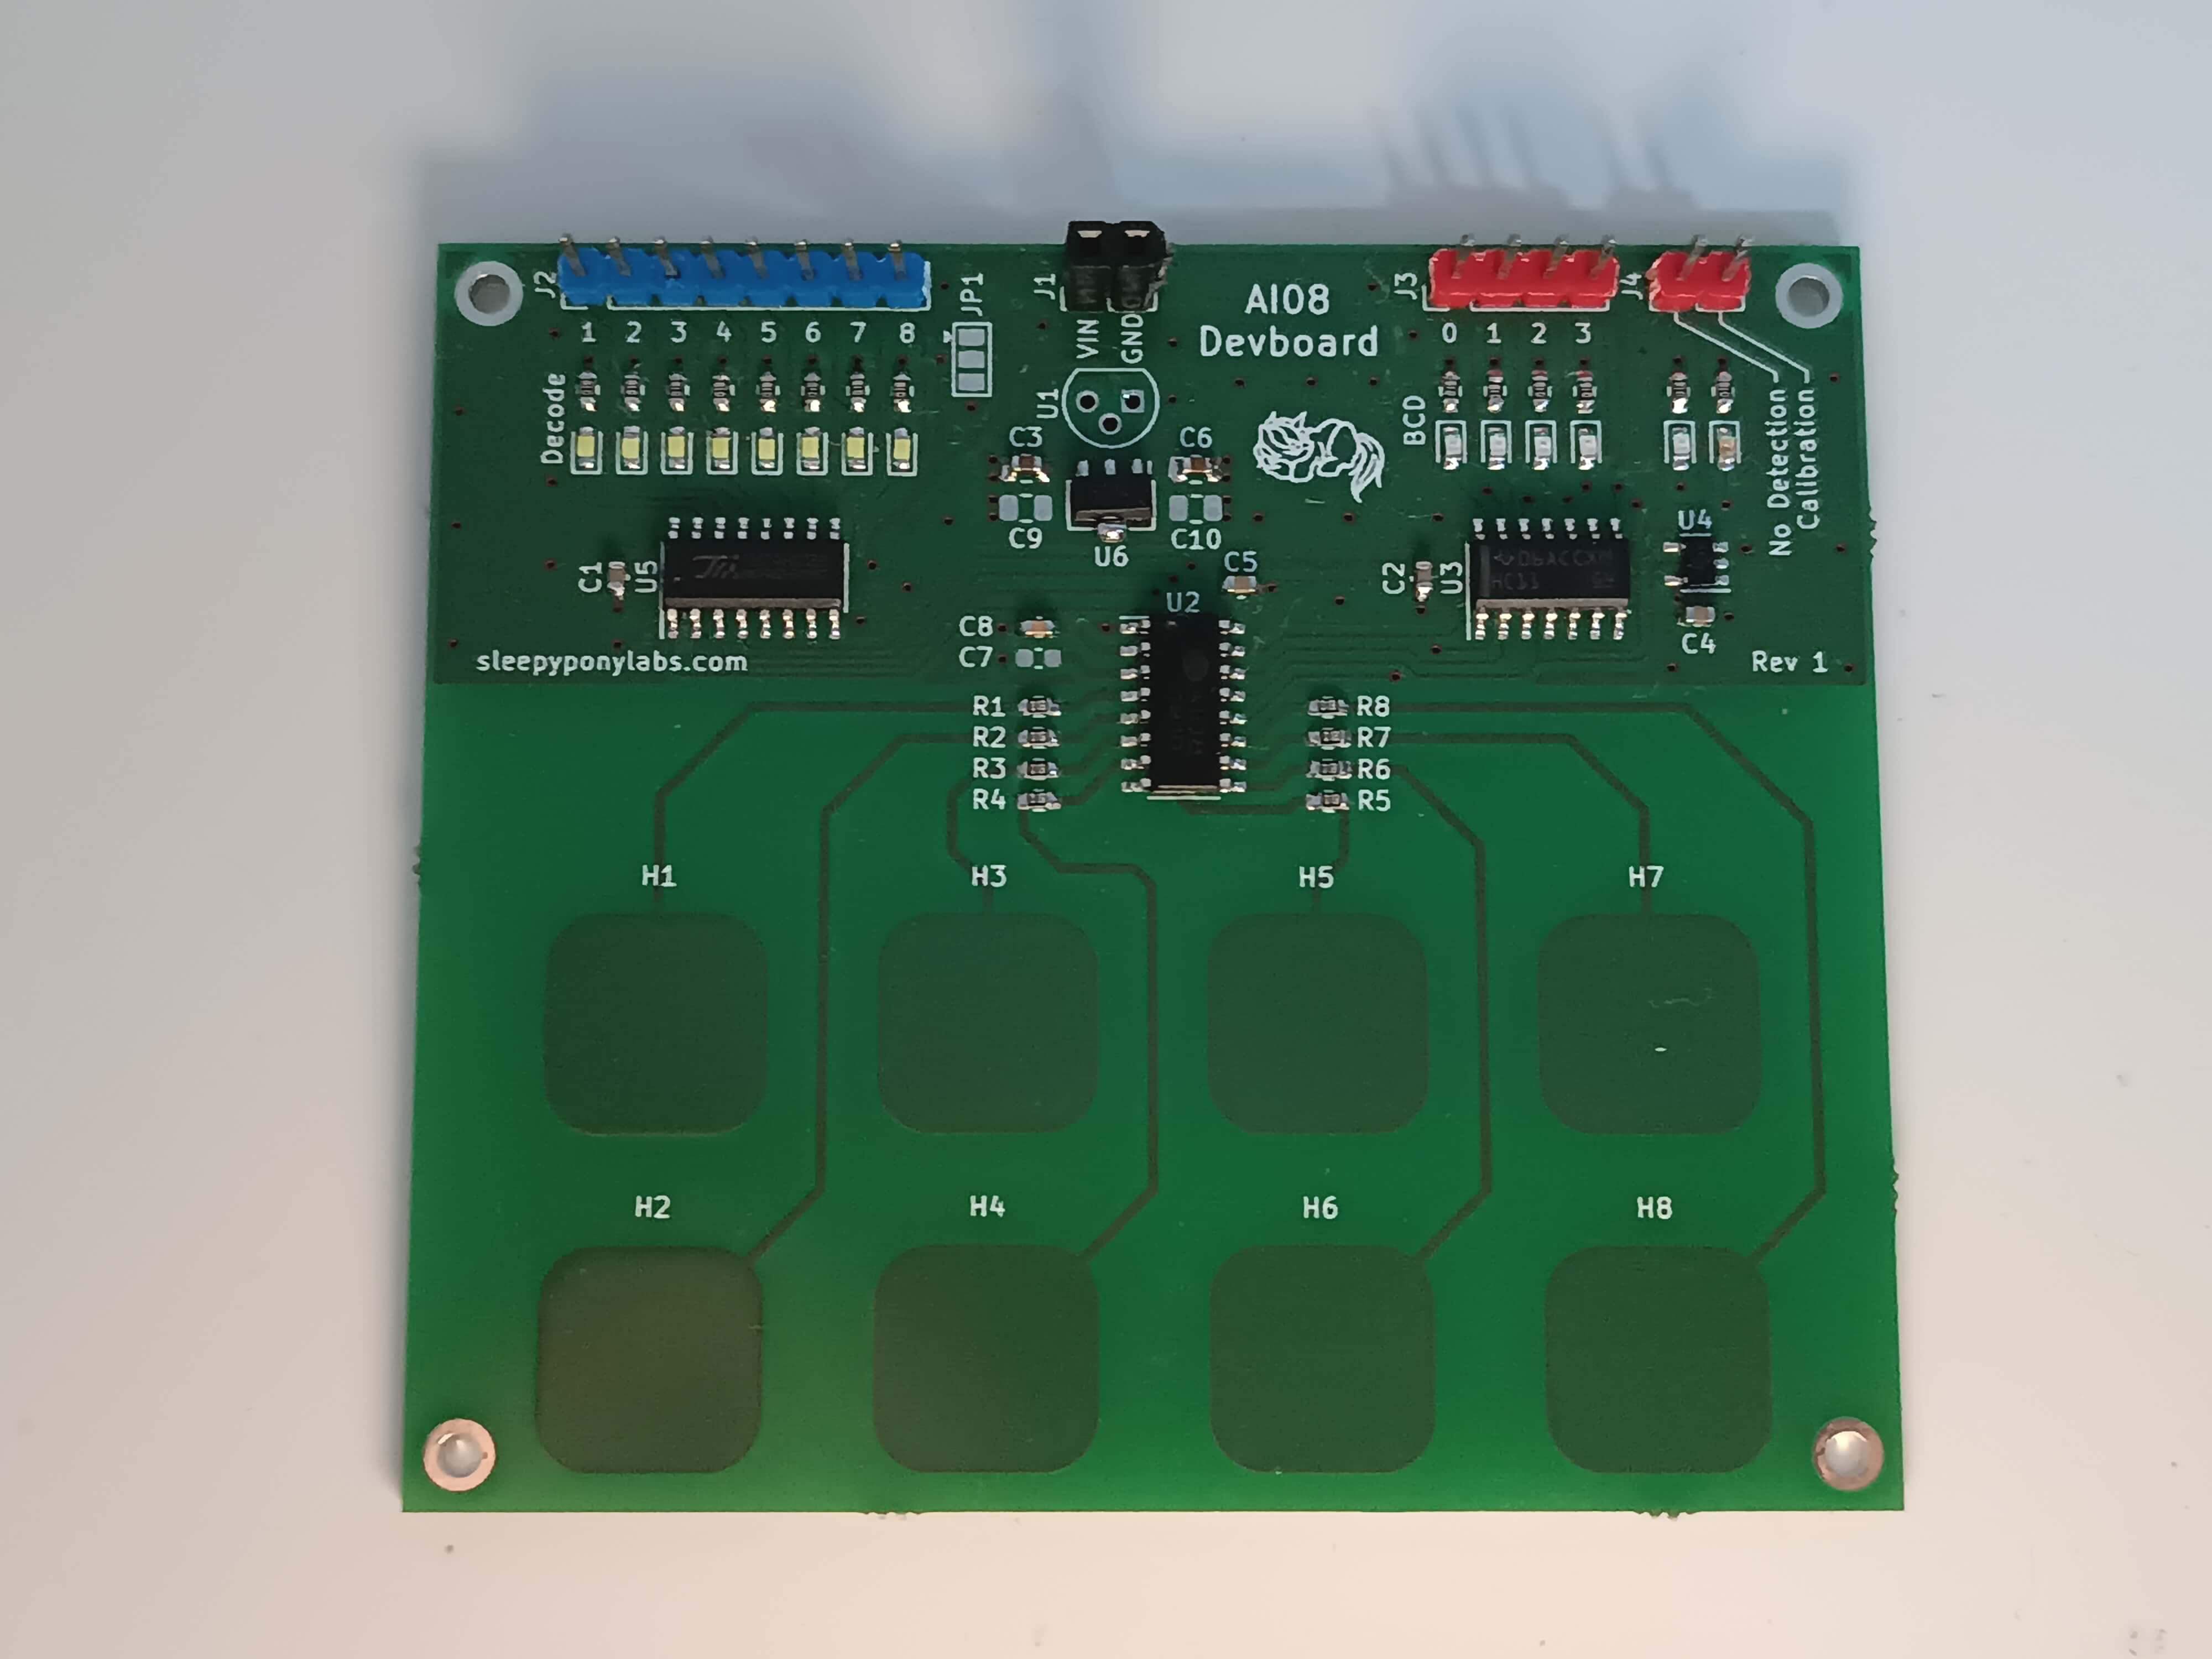 J2
1 2 3 4 5 6 7 8
JP1
J1
VIN
GND
AI08
Devboard
J3
J4
0 1 2 3
Decode
U1
BCD
No Detection
Calibration
C3
C6
C9
C10
U6
C1
U5
C5
C2
U3
HC11
U4
C4
U2
C8
C7
sleepyponylabs.com
Rev 1
R1
R2
R3
R4
R8
R7
R6
R5
H1
H3
H5
H7
H2
H4
H6
H8